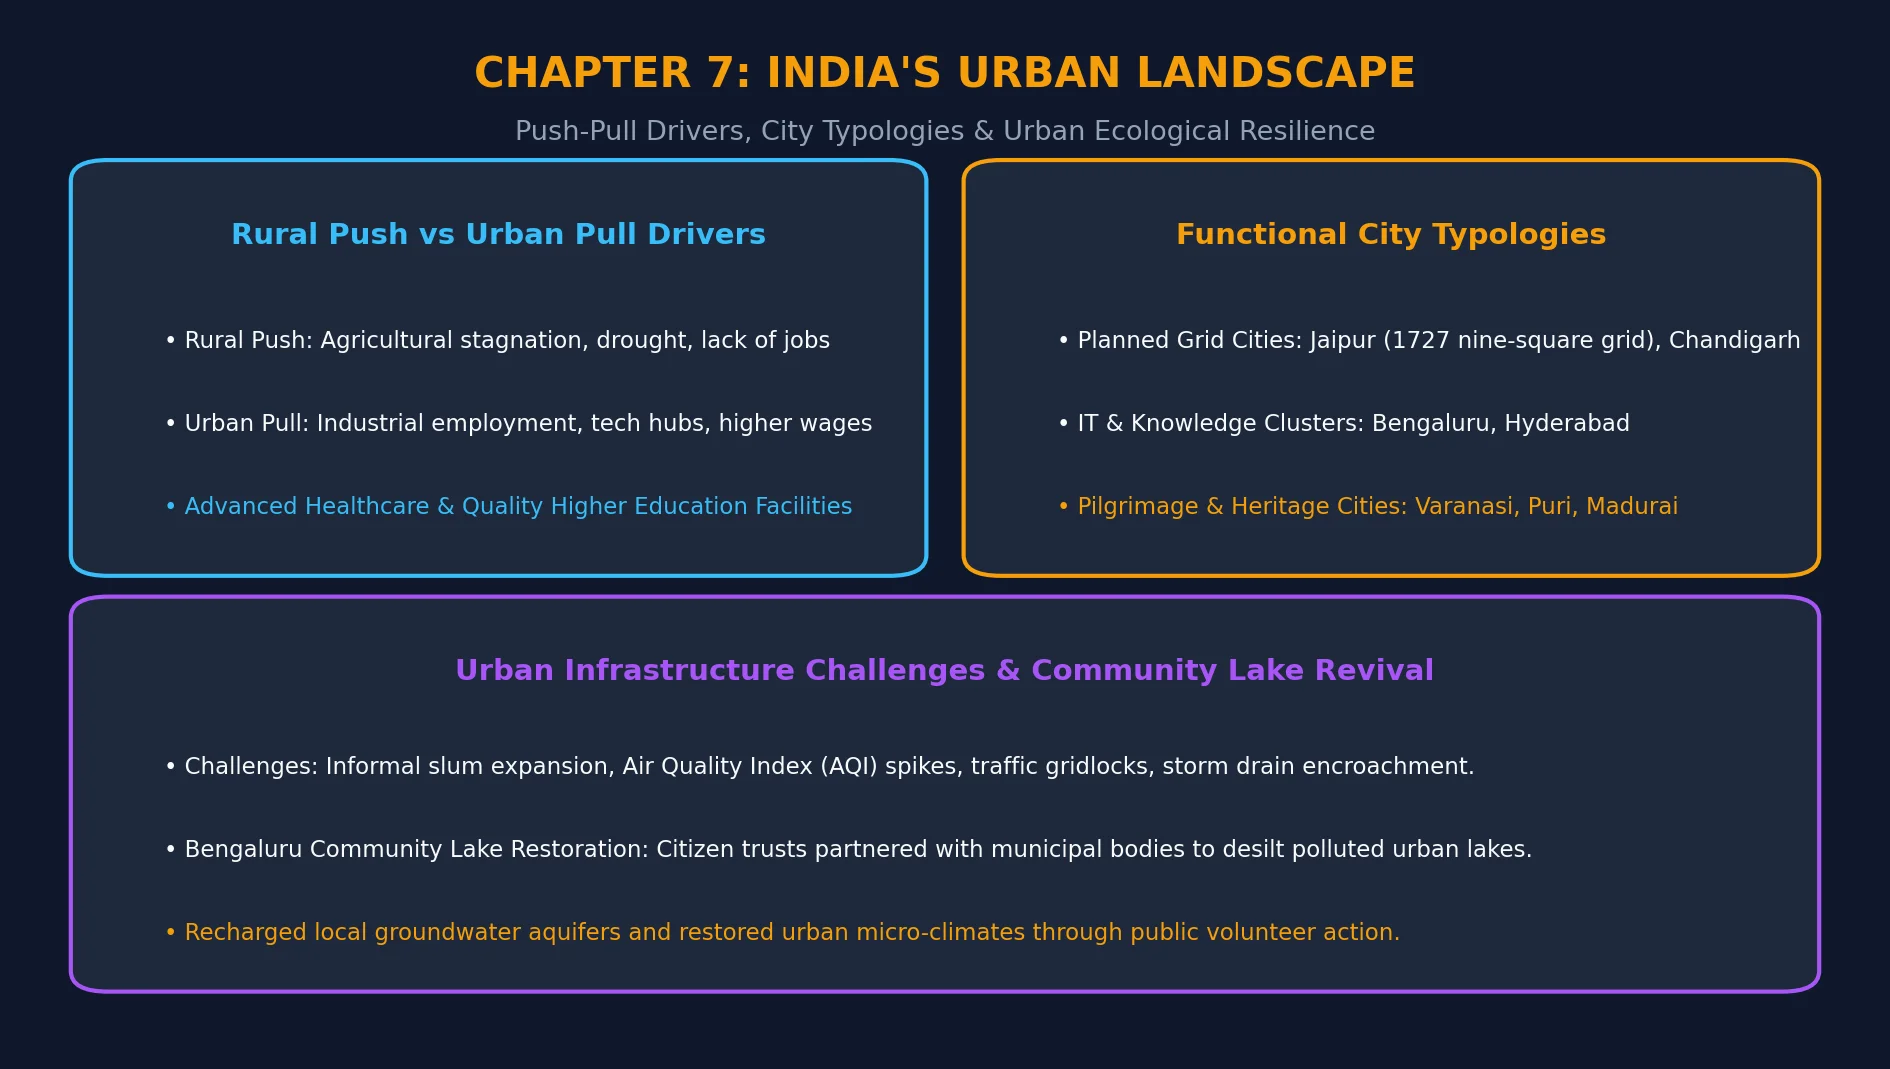 CHAPTER 7: INDIA'S URBAN LANDSCAPE
Push-Pull Drivers, City Typologies & Urban Ecological Resilience
Rural Push vs Urban Pull Drivers
• Rural Push: Agricultural stagnation, drought, lack of jobs
• Urban Pull: Industrial employment, tech hubs, higher wages
• Advanced Healthcare & Quality Higher Education Facilities
Functional City Typologies
• Planned Grid Cities: Jaipur (1727 nine-square grid), Chandigarh
• IT & Knowledge Clusters: Bengaluru, Hyderabad
• Pilgrimage & Heritage Cities: Varanasi, Puri, Madurai
Urban Infrastructure Challenges & Community Lake Revival
• Challenges: Informal slum expansion, Air Quality Index (AQI) spikes, traffic gridlocks, storm drain encroachment.
• Bengaluru Community Lake Restoration: Citizen trusts partnered with municipal bodies to desilt polluted urban lakes.
• Recharged local groundwater aquifers and restored urban micro-climates through public volunteer action.